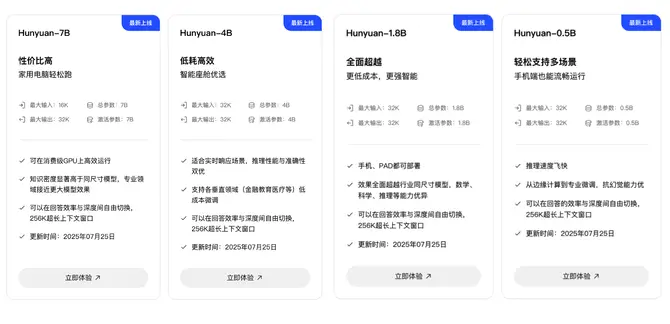 最新上线
Hunyuan-7B
性价比高
家用电脑轻松跑
最大输入：16K
总参数：7B
最大输出：32K
激活参数：7B
可在消费级GPU上高效运行
知识密度显著高于同尺寸模型，专业领
域接近更大模型效果
可以在回答效率与深度间自由切换，
256K超长上下文窗口
更新时间：2025年07月25日
立即体验
最新上线
Hunyuan-4B
低耗高效
智能座舱优选
最大输入：32K
总参数：4B
最大输出：32K
激活参数：4B
适合实时响应场景，推理性能与准确性
双优
支持各垂直领域（金融教育医疗等）低
成本微调
可以在回答效率与深度间自由切换，
256K超长上下文窗口
更新时间：2025年07月25日
立即体验
最新上线
Hunyuan-1.8B
全面超越
更低成本，更强智能
最大输入：32K
总参数：1.8B
最大输出：32K
激活参数：1.8B
手机、PAD都可部署
效果全面超越行业同尺寸模型，数学、
科学、推理等能力优异
可以在回答效率与深度间自由切换，
256K超长上下文窗口
更新时间：2025年07月25日
立即体验
最新上线
Hunyuan-0.5B
轻松支持多场景
手机端也能流畅运行
最大输入：32K
总参数：0.5B
最大输出：32K
激活参数：0.5B
推理速度飞快
从边缘计算到专业微调，抗幻觉能力优
可以在回答的效率与深度间自由切换，
256K超长上下文窗口
更新时间：2025年07月25日
立即体验